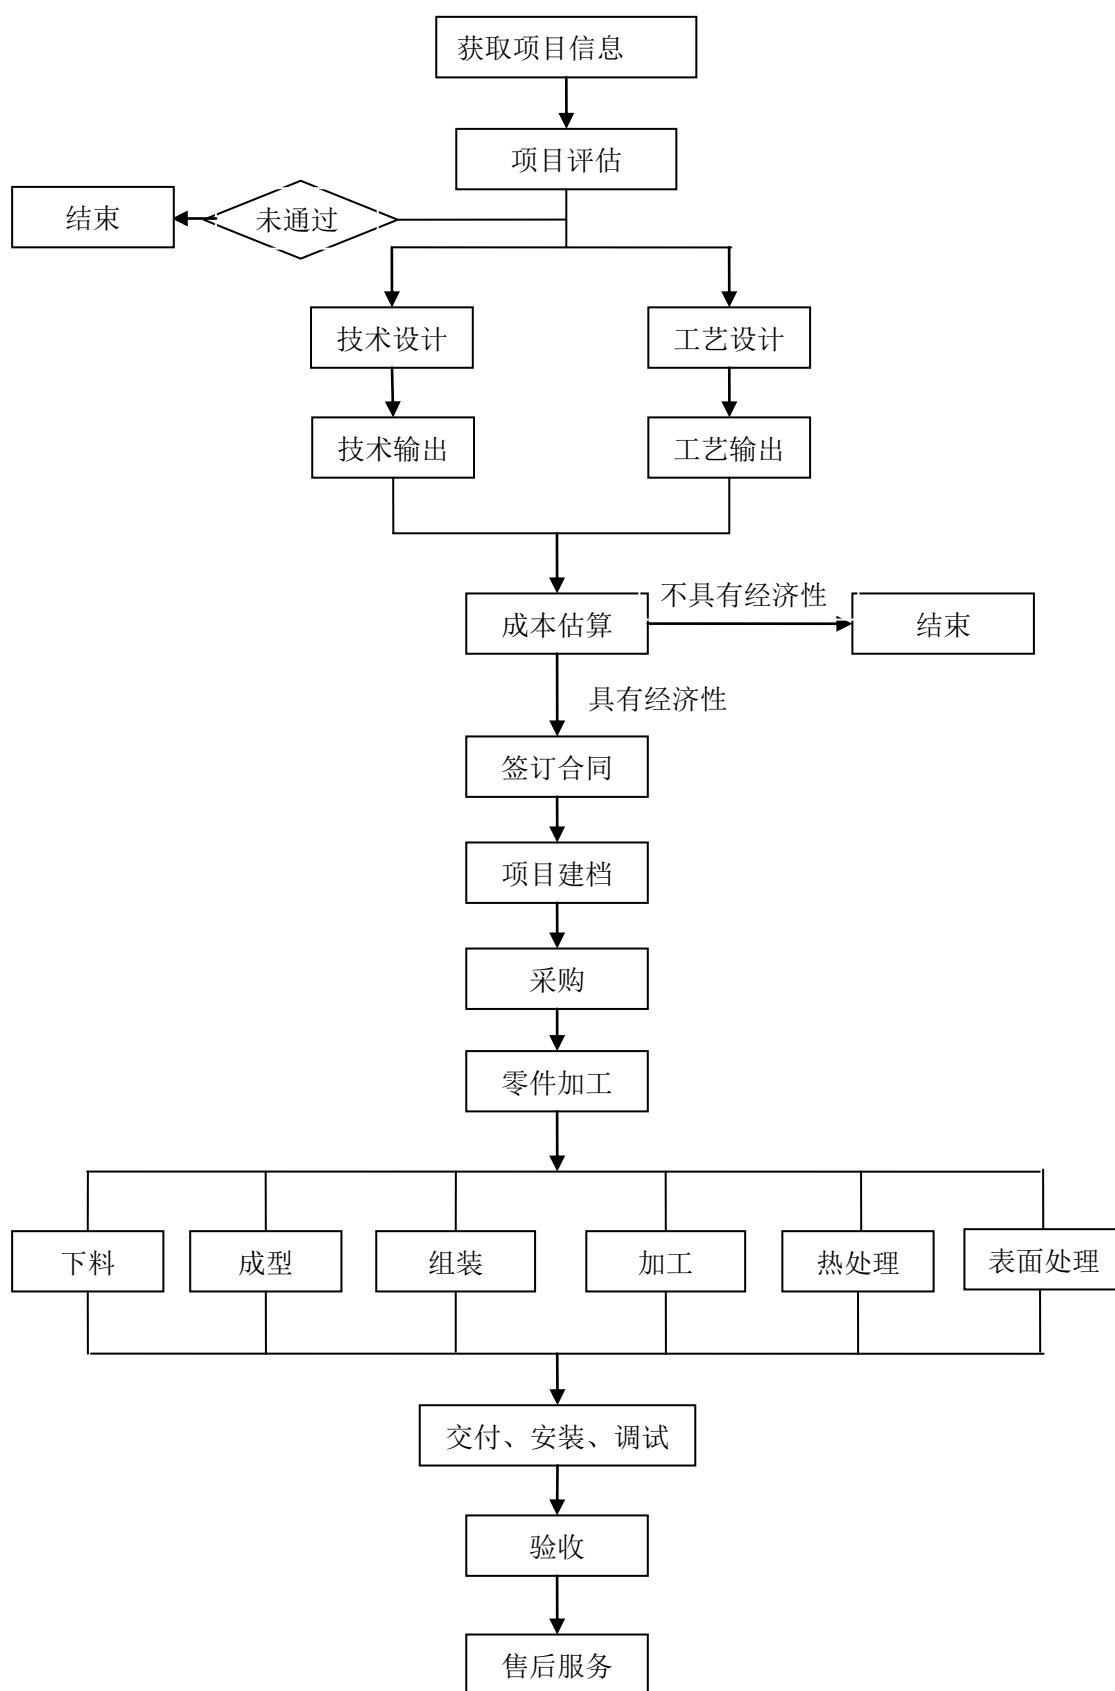 获取项目信息
项目评估
结束
未通过
技术设计
工艺设计
技术输出
工艺输出
不具有经济性
成本估算
结束
具有经济性
签订合同
项目建档
采购
零件加工
下料
成型
组装
加工
热处理
表面处理
交付、安装、调试
验收
售后服务